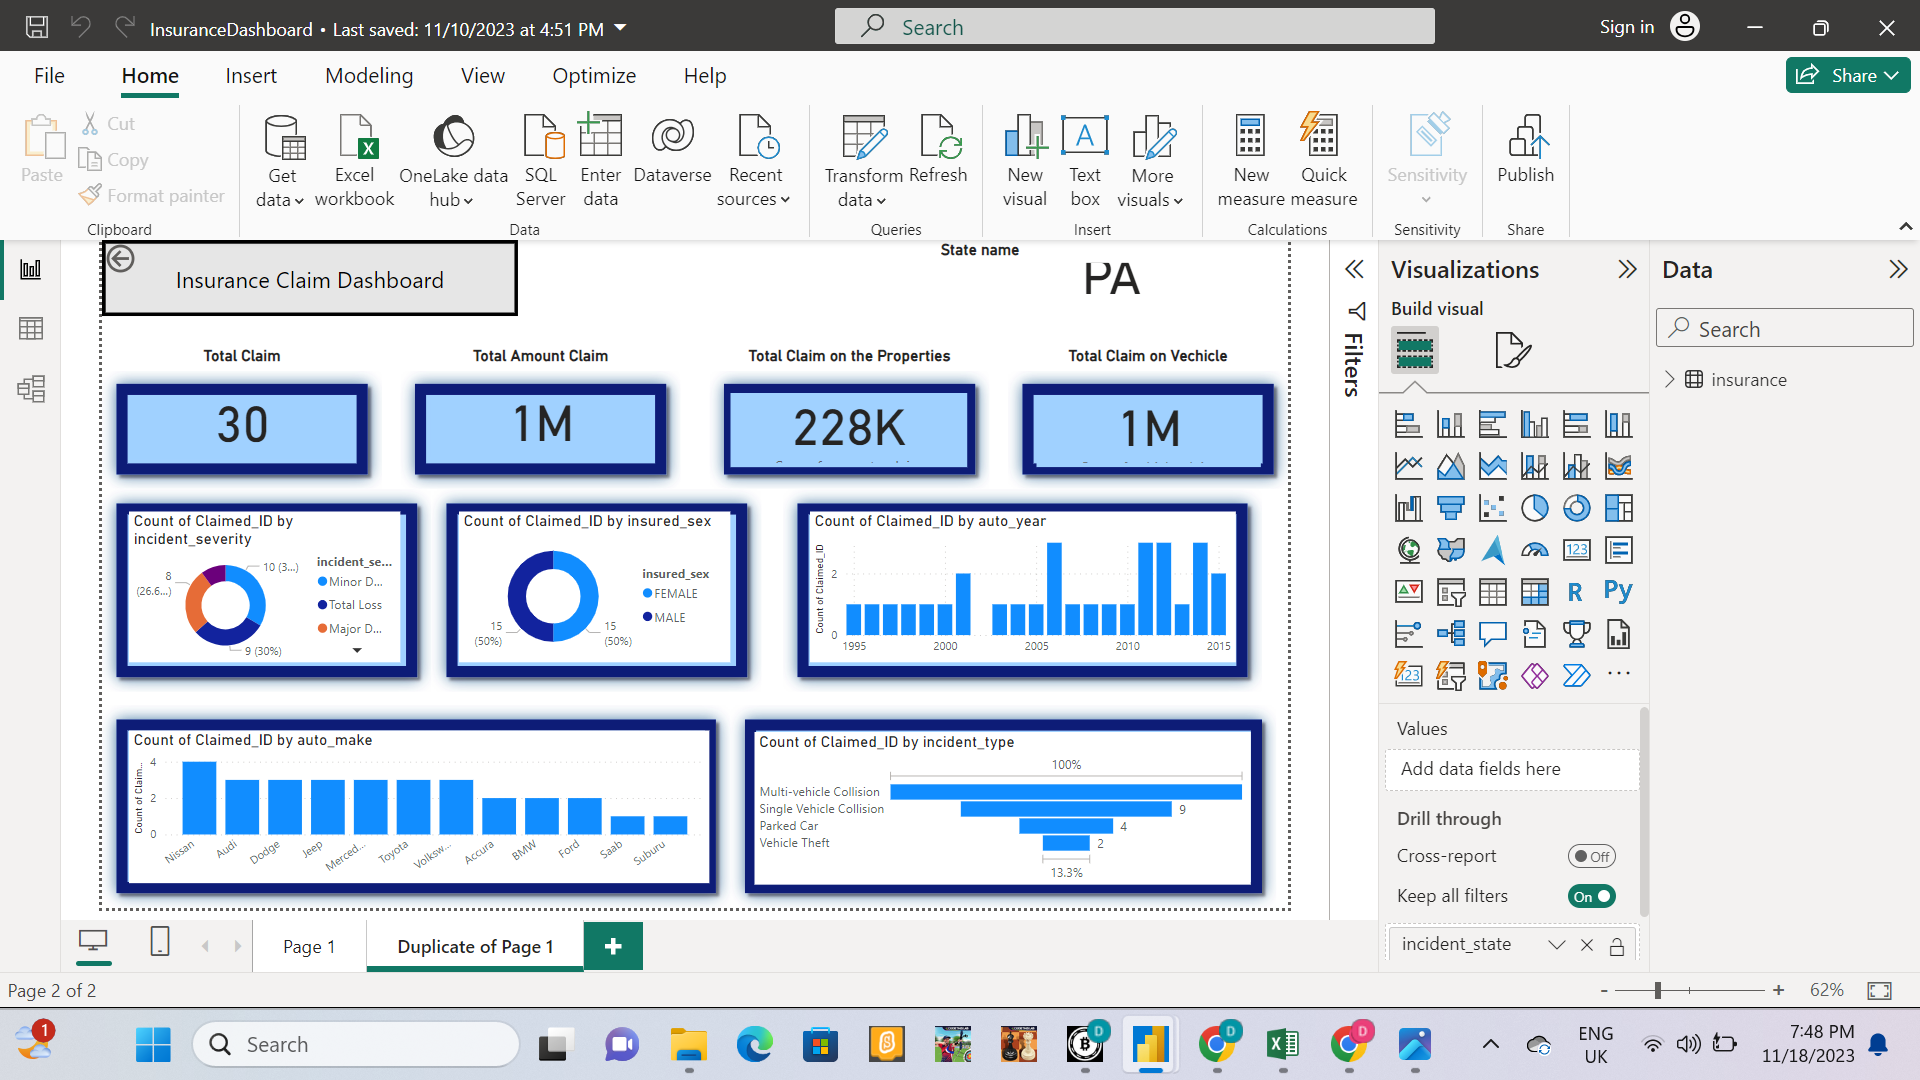 InsuranceDashboard • Last saved: 11/10/2023 at 4:51 PM
Search
Sign in
File
Home
Insert
Modeling
View
Optimize
Help
Share
Paste
Cut
Copy
Format painter
Clipboard
Get data
Excel workbook
OneLake data hub
SQL Server
Enter data
Dataverse
Recent sources
Data
Transform data
Refresh
Queries
New visual
Text box
More visuals
Insert
New measure
Quick measure
Calculations
Sensitivity
Sensitivity
Publish
Share
Insurance Claim Dashboard
State name
PA
Total Claim
Total Amount Claim
Total Claim on the Properties
Total Claim on Vechicle
30
1M
228K
1M
Count of Claimed_ID by
incident_severity
8
(26.6...)
10 (3...)
9 (30%)
incident_se...
Minor D...
Total Loss
Major D...
Count of Claimed_ID by insured_sex
15
(50%)
15
(50%)
insured_sex
FEMALE
MALE
Count of Claimed_ID by auto_year
Count of Claimed_ID
2
0
1995
2000
2005
2010
2015
Count of Claimed_ID by auto_make
Count of Claim...
4
2
0
Nissan
Audi
Dodge
Jeep
Merced...
Toyota
Volksw...
Accura
BMW
Ford
Saab
Suburu
Count of Claimed_ID by incident_type
100%
Multi-vehicle Collision
Single Vehicle Collision
9
Parked Car
4
Vehicle Theft
2
13.3%
Filters
Visualizations
Build visual
123
R
Py
123
Values
Add data fields here
Drill through
Cross-report
Off
Keep all filters
On
incident_state
Data
Search
insurance
Page 1
Duplicate of Page 1
Page 2 of 2
-
+
62%
1
Search
D
D
D
ENG
UK
7:48 PM
11/18/2023